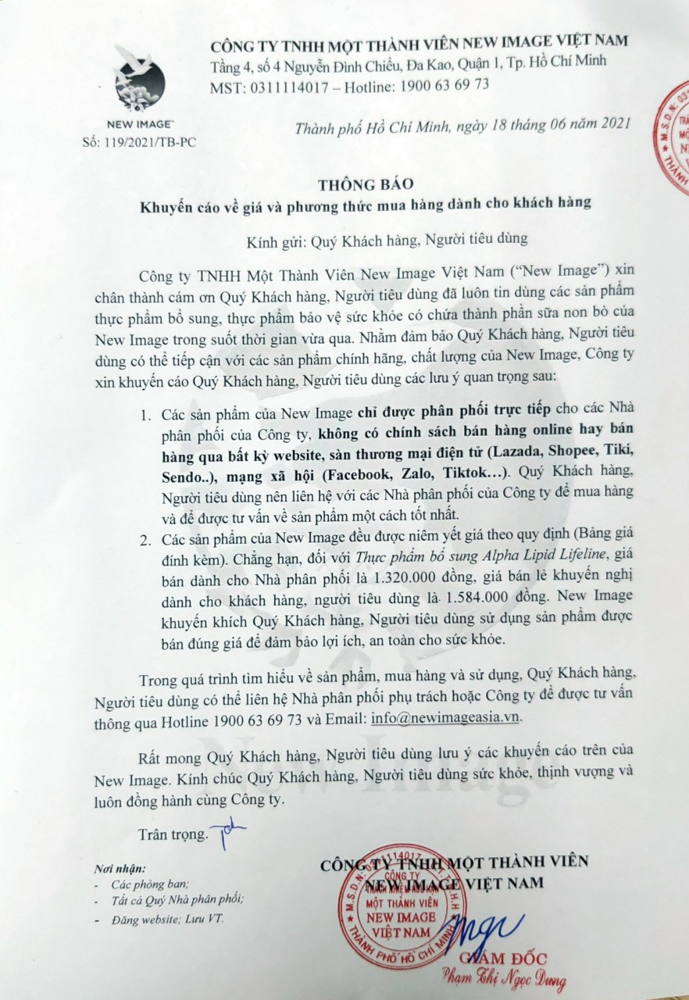 CÔNG TY TNHH MỘT THÀNH VIÊN NEW IMAGE VIỆT NAM
Tầng 4, số 4 Nguyễn Đình Chiểu, Đa Kao, Quận 1, Tp. Hồ Chí Minh
MST: 0311114017 – Hotline: 1900 63 69 73
NEW IMAGE™
Số: 119/2021/TB-PC
Thành phố Hồ Chí Minh, ngày 18 tháng 06 năm 2021
THÔNG BÁO
Khuyến cáo về giá và phương thức mua hàng dành cho khách hàng
Kính gửi: Quý Khách hàng, Người tiêu dùng
Công ty TNHH Một Thành Viên New Image Việt Nam (“New Image”) xin
chân thành cám ơn Quý Khách hàng, Người tiêu dùng đã luôn tin dùng các sản phẩm
thực phẩm bổ sung, thực phẩm bảo vệ sức khỏe có chứa thành phần sữa non bò của
New Image trong suốt thời gian vừa qua. Nhằm đảm bảo Quý Khách hàng, Người tiêu
dùng có thể tiếp cận với các sản phẩm chính hãng, chất lượng của New Image, Công ty
xin khuyến cáo Quý Khách hàng, Người tiêu dùng các lưu ý quan trọng sau:
1. Các sản phẩm của New Image chỉ được phân phối trực tiếp cho các Nhà
phân phối của Công ty, không có chính sách bán hàng online hay bán
hàng qua bất kỳ website, sàn thương mại điện tử (Lazada, Shopee, Tiki,
Sendo..), mạng xã hội (Facebook, Zalo, Tiktok…). Quý Khách hàng,
Người tiêu dùng nên liên hệ với các Nhà phân phối của Công ty để mua hàng
và để được tư vấn về sản phẩm một cách tốt nhất.
2. Các sản phẩm của New Image đều được niêm yết giá theo quy định (Bảng giá
đính kèm). Chẳng hạn, đối với Thực phẩm bổ sung Alpha Lipid Lifeline, giá
bán dành cho Nhà phân phối là 1.320.000 đồng, giá bán lẻ khuyến nghị
dành cho khách hàng, người tiêu dùng là 1.584.000 đồng. New Image
khuyến khích Quý Khách hàng, Người tiêu dùng sử dụng sản phẩm được
bán đúng giá để đảm bảo lợi ích, an toàn cho sức khỏe.
Trong quá trình tìm hiểu về sản phẩm, mua hàng và sử dụng, Quý Khách hàng,
Người tiêu dùng có thể liên hệ Nhà phân phối phụ trách hoặc Công ty để được tư vấn
thông qua Hotline 1900 63 69 73 và Email: info@newimageasia.vn.
Rất mong Quý Khách hàng, Người tiêu dùng lưu ý các khuyến cáo trên của
New Image. Kính chúc Quý Khách hàng, Người tiêu dùng sức khỏe, thịnh vượng và
luôn đồng hành cùng Công ty.
New Image
Trân trọng.
Nơi nhận:
- Các phòng ban;
- Tất cả Quý Nhà phân phối;
- Đăng website; Lưu VT.
CÔNG TY TNHH MỘT THÀNH VIÊN
NEW IMAGE VIỆT NAM
M.S.D.N: 0311114017
CÔNG TY
TRÁCH NHIỆM HỮU HẠN
MỘT THÀNH VIÊN
NEW IMAGE
VIỆT NAM
THÀNH PHỐ HỒ CHÍ MINH
GIÁM ĐỐC
Phạm Thị Ngọc Dung